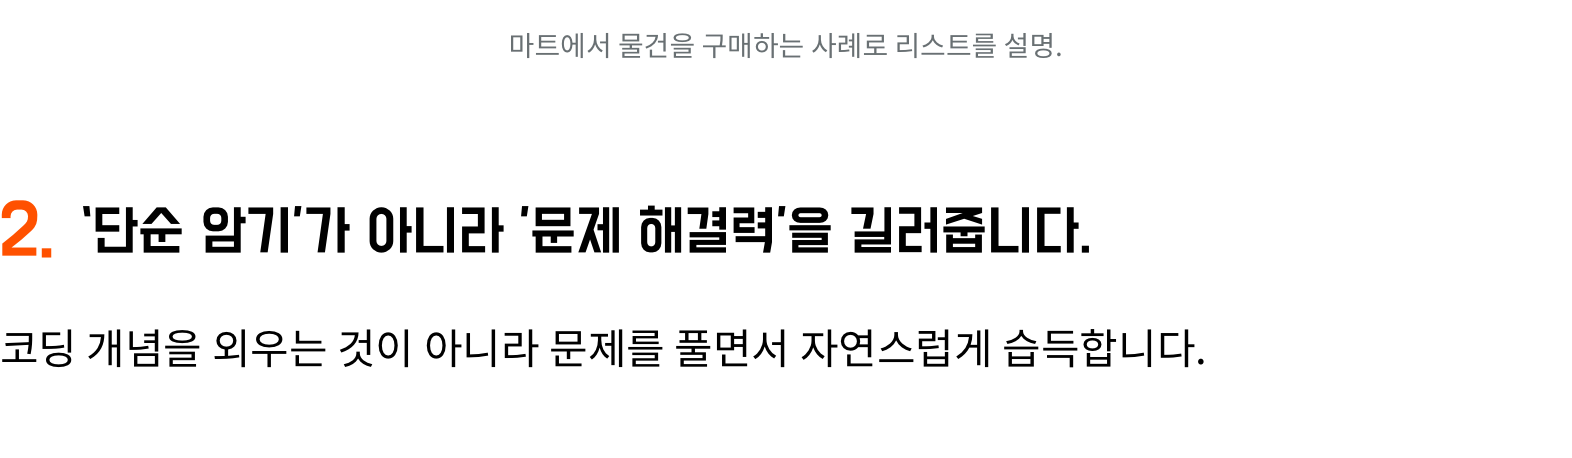 마트에서 물건을 구매하는 사례로 리스트를 설명.
2. ‘단순 암기’가 아니라 ’문제 해결력’을 길러줍니다.
코딩 개념을 외우는 것이 아니라 문제를 풀면서 자연스럽게 습득합니다.